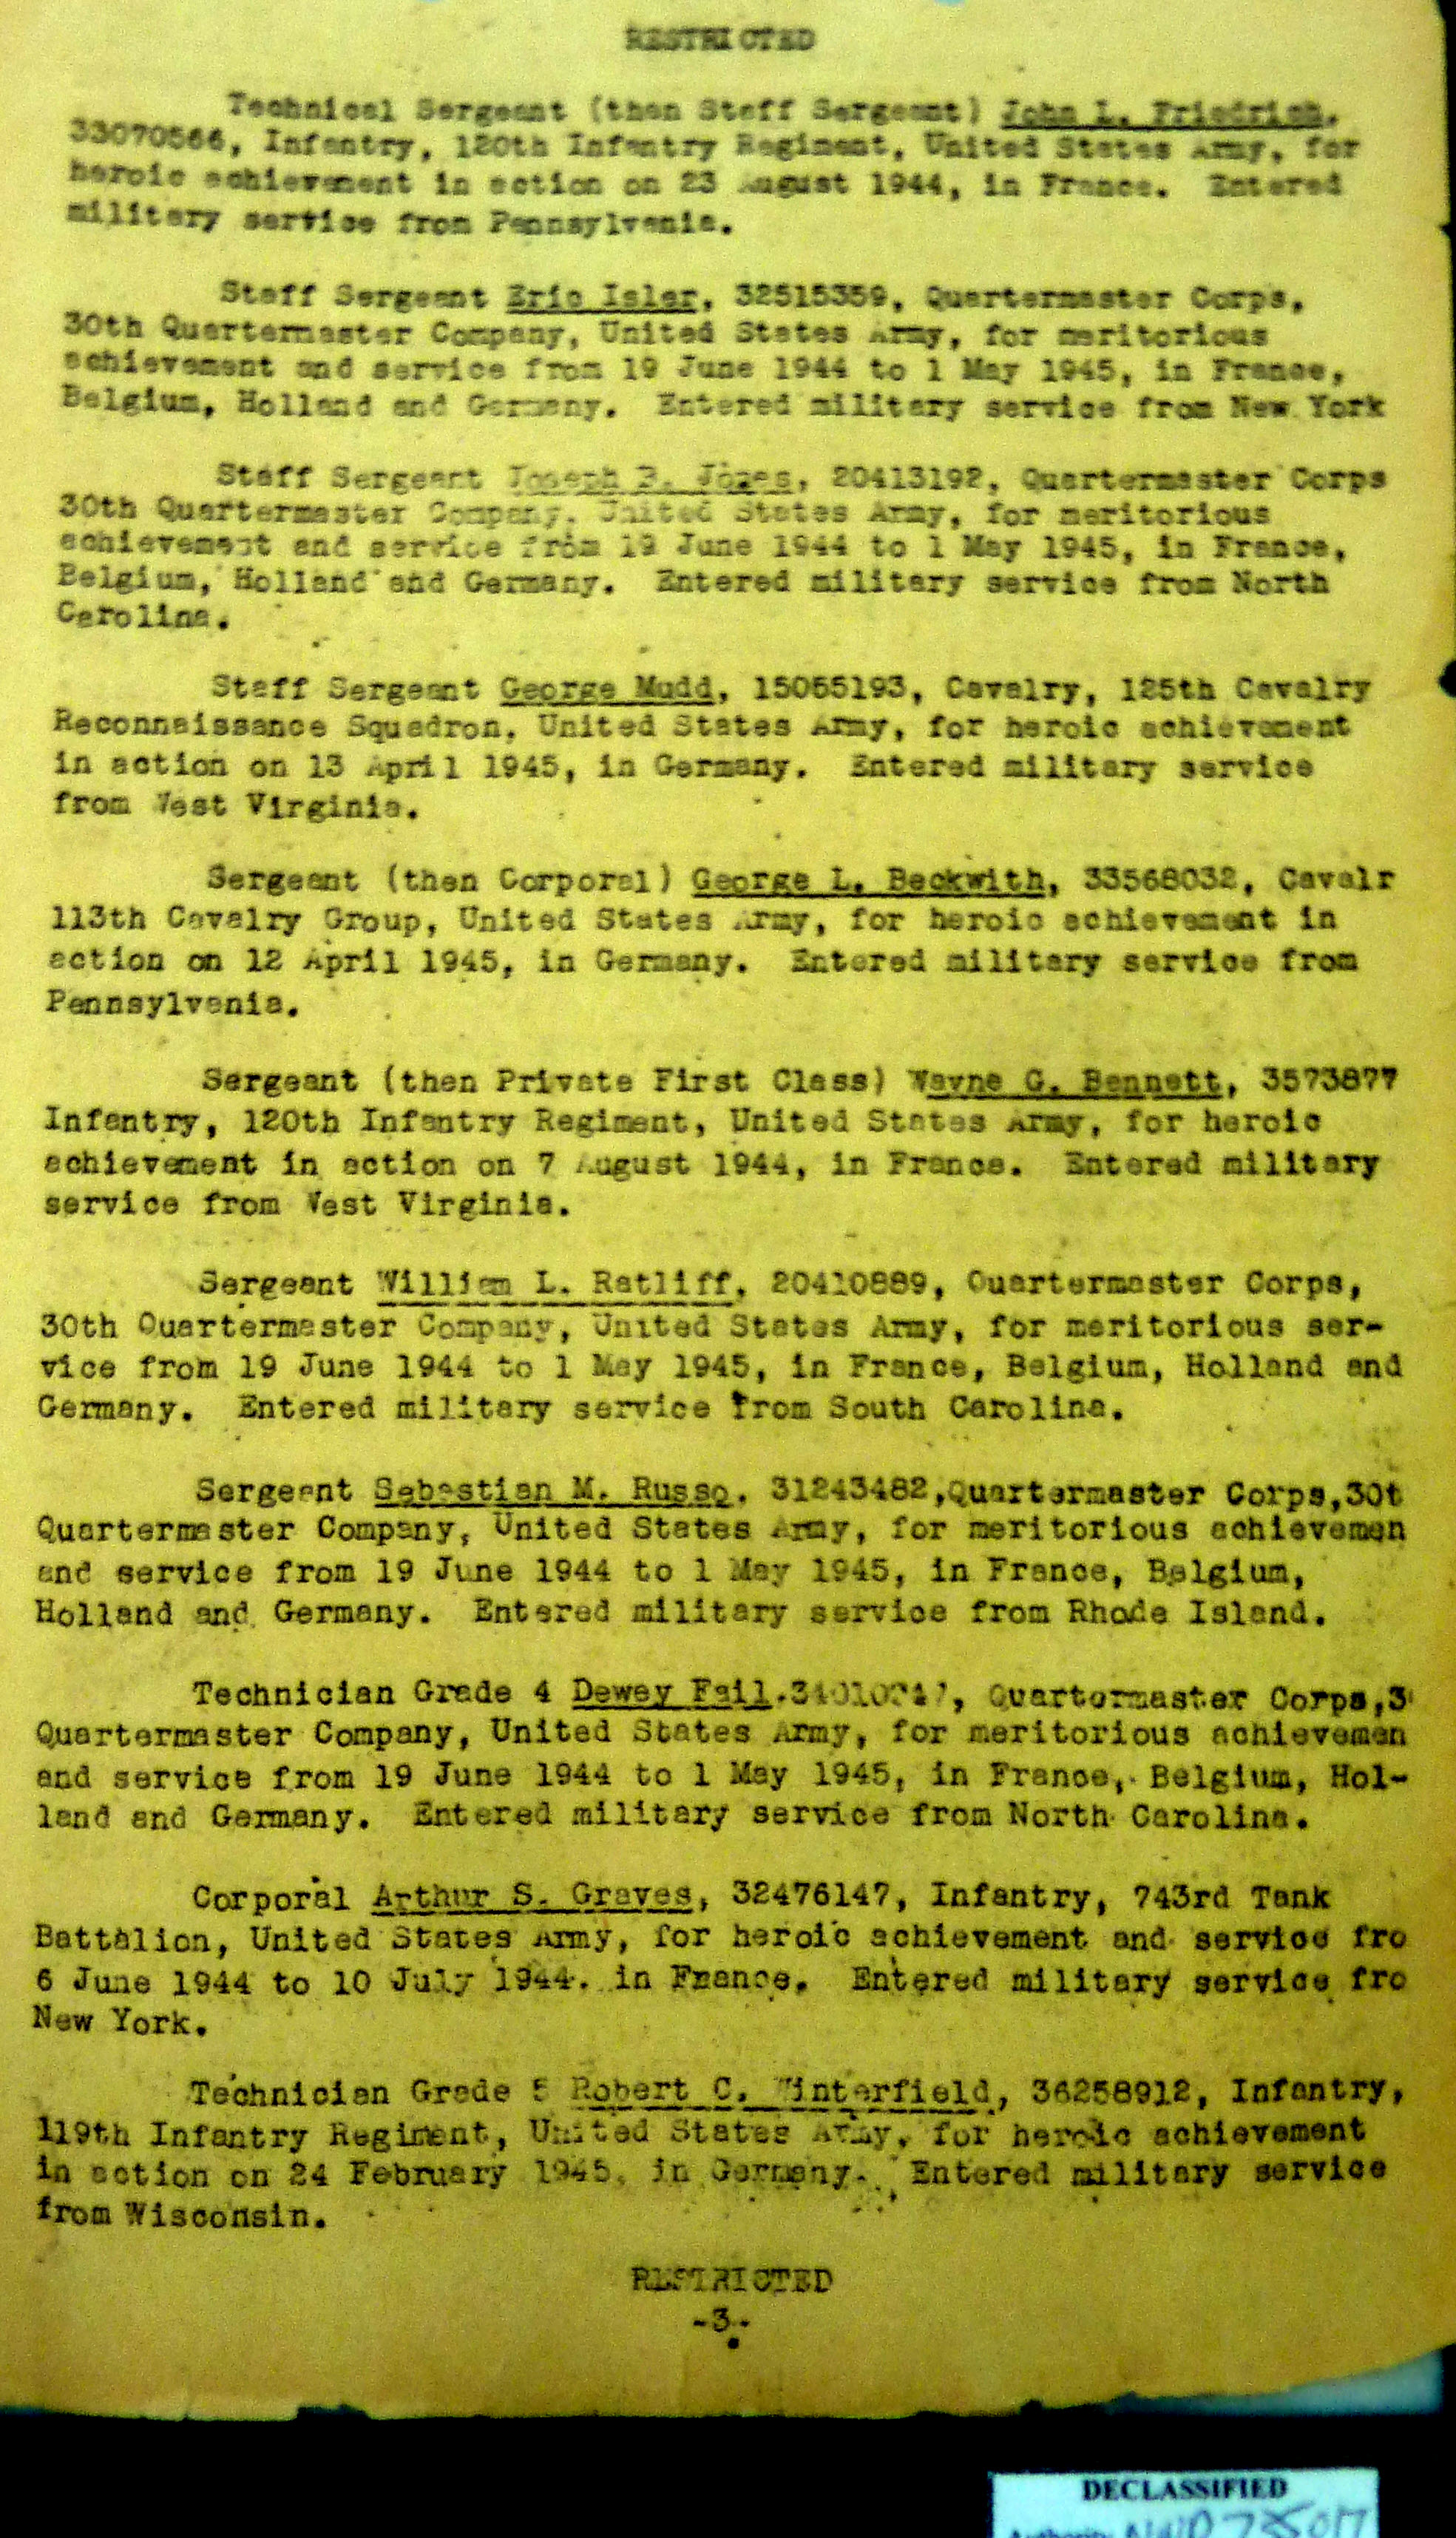 RESTRICTED
Technical Sergeant (then Staff Sergeant) John L. Friedrich,
33070566, Infantry, 120th Infantry Regiment, United States Army, for
heroic achievement in action on 23 August 1944, in France. Entered
military service from Pennsylvania.
Staff Sergeant Eric Isler, 32515359, Quartermaster Corps,
30th Quartermaster Company, United States Army, for meritorious
achievement and service from 19 June 1944 to 1 May 1945, in France,
Belgium, Holland and Germany. Entered military service from New York
Staff Sergeant Joseph B. Jones, 20413192, Quartermaster Corps
30th Quartermaster Company, United States Army, for meritorious
achievement and service from 19 June 1944 to 1 May 1945, in France,
Belgium, Holland and Germany. Entered military service from North
Carolina.
Staff Sergeant George Mudd, 15055193, Cavalry, 125th Cavalry
Reconnaissance Squadron, United States Army, for heroic achievement
in action on 13 April 1945, in Germany. Entered military service
from West Virginia.
Sergeant (then Corporal) George L. Beckwith, 33568032, Cavalr
113th Cavalry Group, United States Army, for heroic achievement in
action on 12 April 1945, in Germany. Entered military service from
Pennsylvania.
Sergeant (then Private First Class) Wayne G. Bennett, 3573877
Infantry, 120th Infantry Regiment, United States Army, for heroic
achievement in action on 7 August 1944, in France. Entered military
service from West Virginia.
Sergeant William L. Ratliff, 20410889, Quartermaster Corps,
30th Quartermaster Company, United States Army, for meritorious ser-
vice from 19 June 1944 to 1 May 1945, in France, Belgium, Holland and
Germany. Entered military service from South Carolina.
Sergeant Sebastian M. Russo, 31243482,Quartermaster Corps,30t
Quartermaster Company, United States Army, for meritorious achievemen
and service from 19 June 1944 to 1 May 1945, in France, Belgium,
Holland and Germany. Entered military service from Rhode Island.
Technician Grade 4 Dewey Fail, Quartermaster Corps,3
Quartermaster Company, United States Army, for meritorious achievemen
and service from 19 June 1944 to 1 May 1945, in France, Belgium, Hol-
land and Germany. Entered military service from North Carolina.
Corporal Arthur S. Graves, 32476147, Infantry, 743rd Tank
Battalion, United States Army, for heroic achievement and service fro
6 June 1944 to 10 July 1944, in France. Entered military service fro
New York.
Technician Grade 5 Robert C. Winterfield, 36258912, Infantry,
119th Infantry Regiment, United States Army, for heroic achievement
in action on 24 February 1945, in Germany. Entered military service
from Wisconsin.
RESTRICTED
-3-
DECLASSIFIED
Authority NND 735017